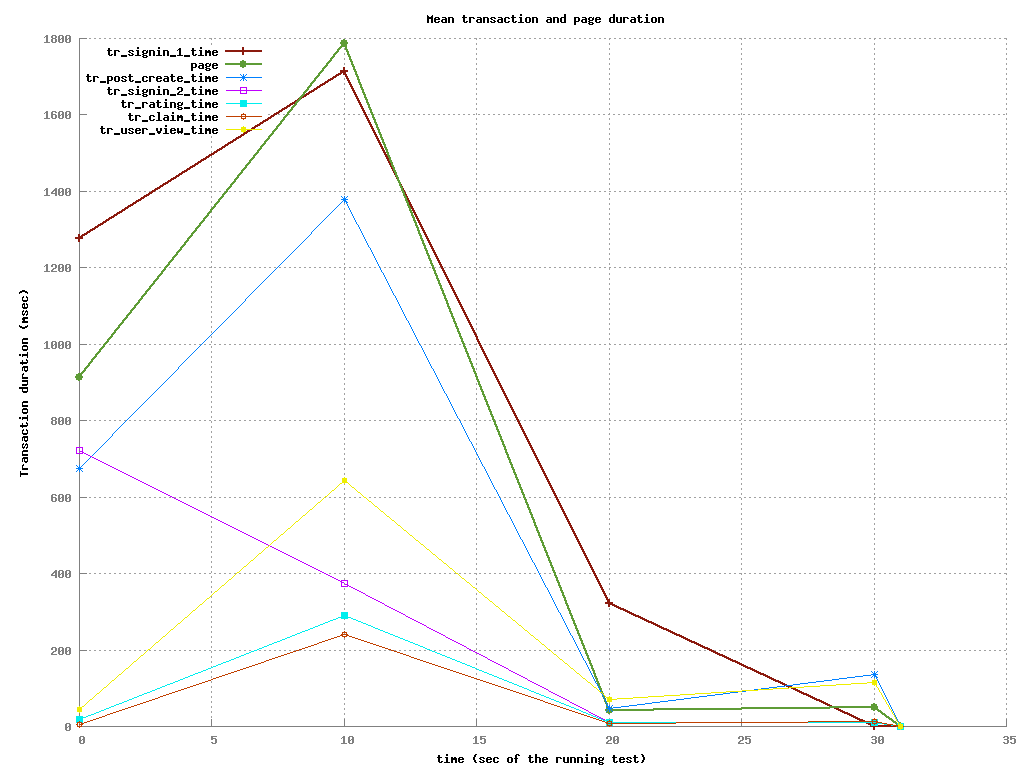 Mean transaction and page duration
tr_signin_1_time
page
tr_post_create_time
tr_signin_2_time
tr_rating_time
tr_claim_time
tr_user_view_time
Transaction duration (msec)
1800
1600
1400
1200
1000
800
600
400
200
0
0 5 10 15 20 25 30 35
time (sec of the running test)